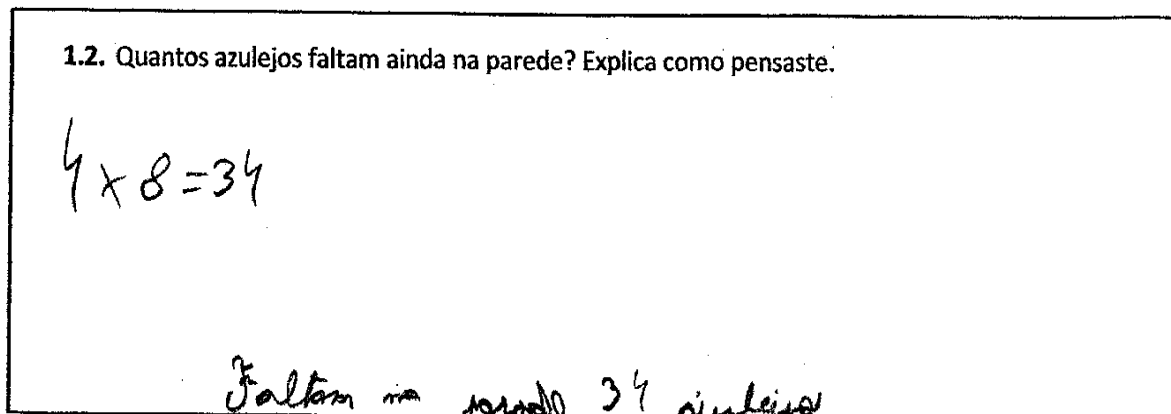 1.2. Quantos azulejos faltam ainda na parede? Explica como pensaste.
4 x 8 = 34
Faltam na parede 34 azulejos